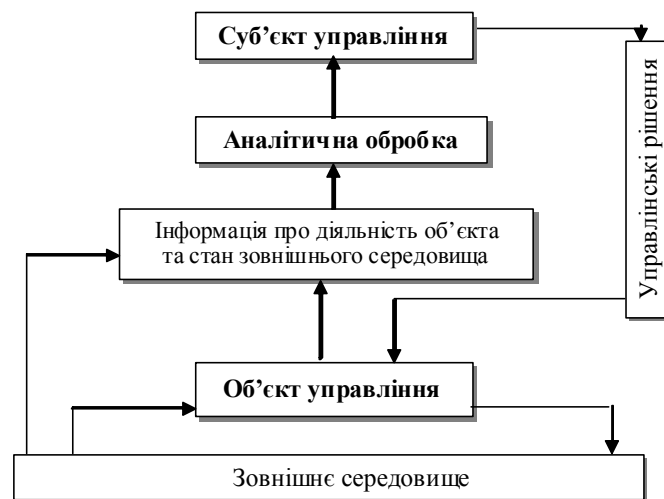 Суб’єкт управління
Управлінські рішення
Аналітична обробка
Інформація про діяльність об’єкта
та стан зовнішнього середовища
Об’єкт управління
Зовнішнє середовище